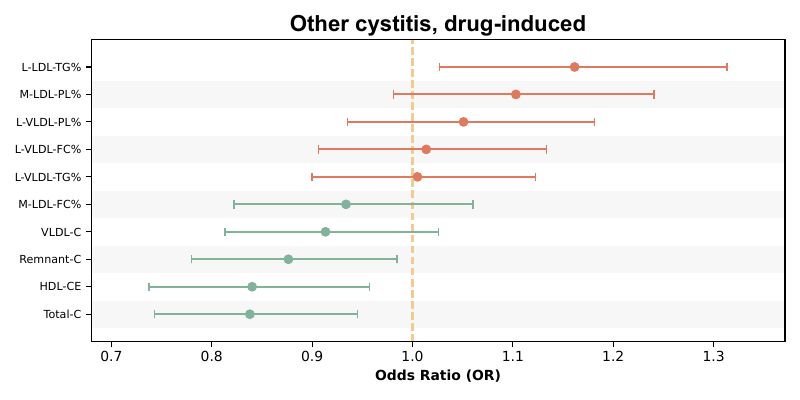 Other cystitis, drug-induced
L-LDL-TG%
M-LDL-PL%
L-VLDL-PL%
L-VLDL-FC%
L-VLDL-TG%
M-LDL-FC%
VLDL-C
Remnant-C
HDL-CE
Total-C
0.7 0.8 0.9 1.0 1.1 1.2 1.3
Odds Ratio (OR)